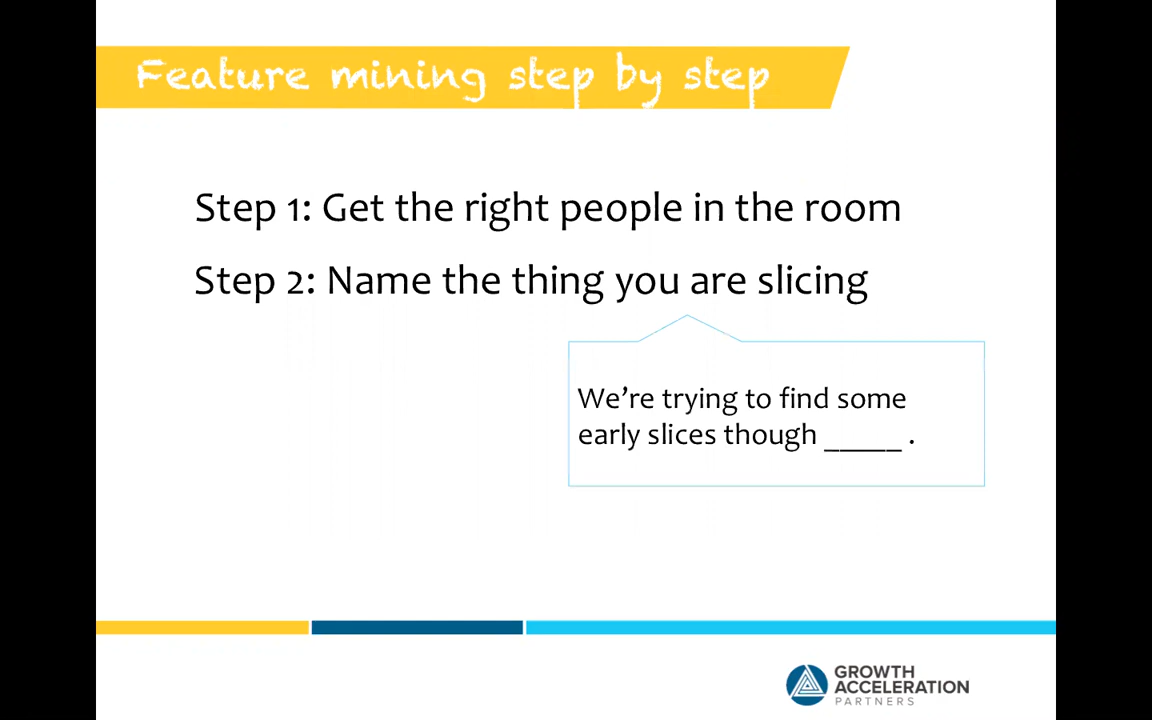 Feature mining step by step
Step 1: Get the right people in the room
Step 2: Name the thing you are slicing
We're trying to find some
early slices though _____ .
GROWTH
ACCELERATION
PARTNERS